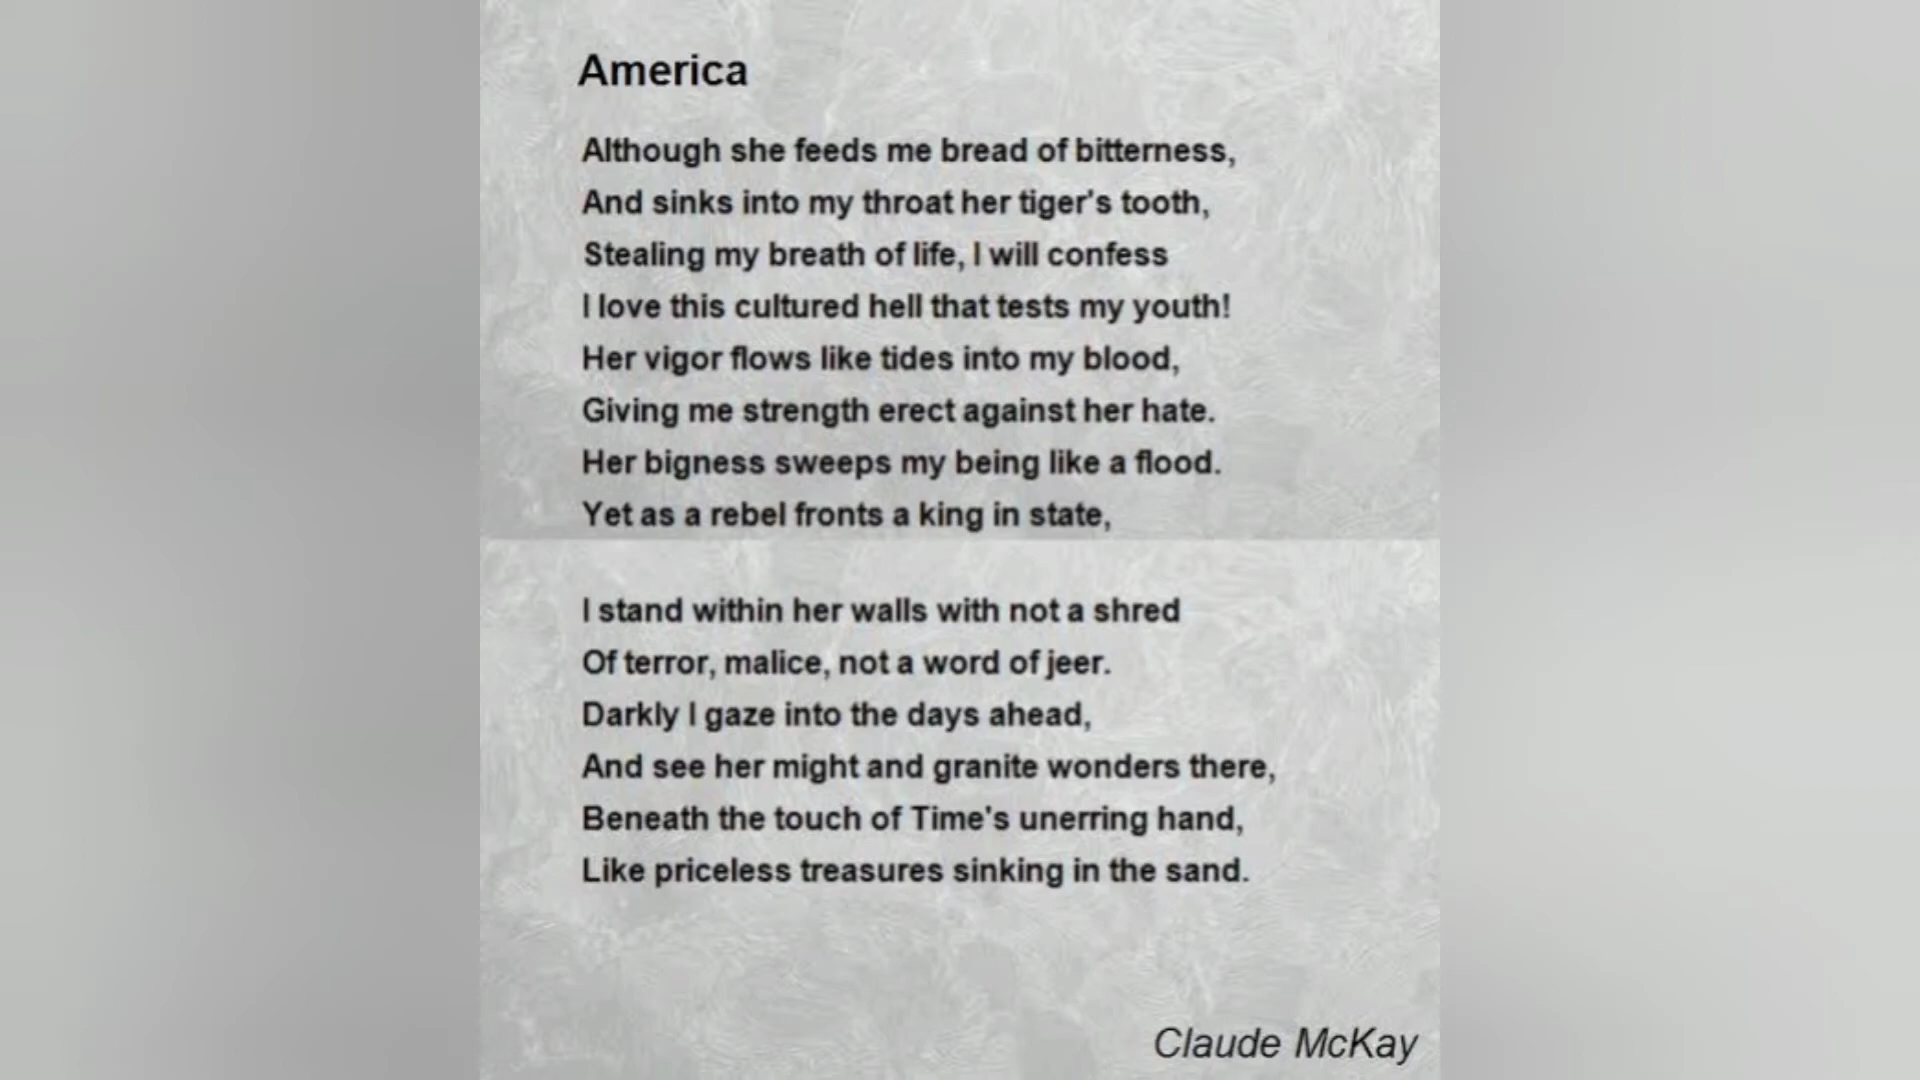 America
Although she feeds me bread of bitterness,
And sinks into my throat her tiger's tooth,
Stealing my breath of life, I will confess
I love this cultured hell that tests my youth!
Her vigor flows like tides into my blood,
Giving me strength erect against her hate.
Her bigness sweeps my being like a flood.
Yet as a rebel fronts a king in state,
I stand within her walls with not a shred
Of terror, malice, not a word of jeer.
Darkly I gaze into the days ahead,
And see her might and granite wonders there,
Beneath the touch of Time's unerring hand,
Like priceless treasures sinking in the sand.
Claude McKay